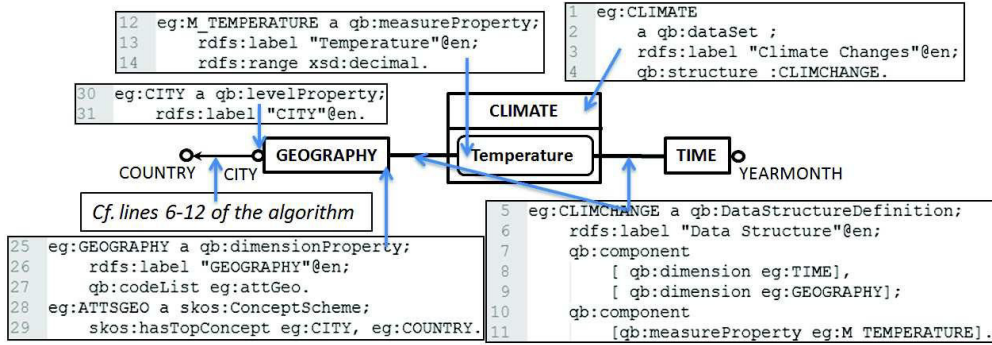 12 eg:M_TEMPERATURE a qb:measureProperty;
13 rdfs:label "Temperature"@en;
14 rdfs:range xsd:decimal.
1 eg:CLIMATE
2 a qb:dataSet ;
3 rdfs:label "Climate Changes"@en;
4 qb:structure :CLIMCHANGE.
30 eg:CITY a qb:levelProperty;
31 rdfs:label "CITY"@en.
CLIMATE
COUNTRY
CITY
GEOGRAPHY
Temperature
TIME
YEARMONTH
Cf. lines 6-12 of the algorithm
25 eg:GEOGRAPHY a qb:dimensionProperty;
26 rdfs:label "GEOGRAPHY"@en;
27 qb:codeList eg:attGeo.
28 eg:ATTSGEO a skos:ConceptScheme;
29 skos:hasTopConcept eg:CITY, eg:COUNTRY.
5 eg:CLIMCHANGE a qb:DataStructureDefinition;
6 rdfs:label "Data Structure"@en;
7 qb:component
8 [ qb:dimension eg:TIME],
9 [ qb:dimension eg:GEOGRAPHY];
10 qb:component
11 [qb:measureProperty eg:M_TEMPERATURE].